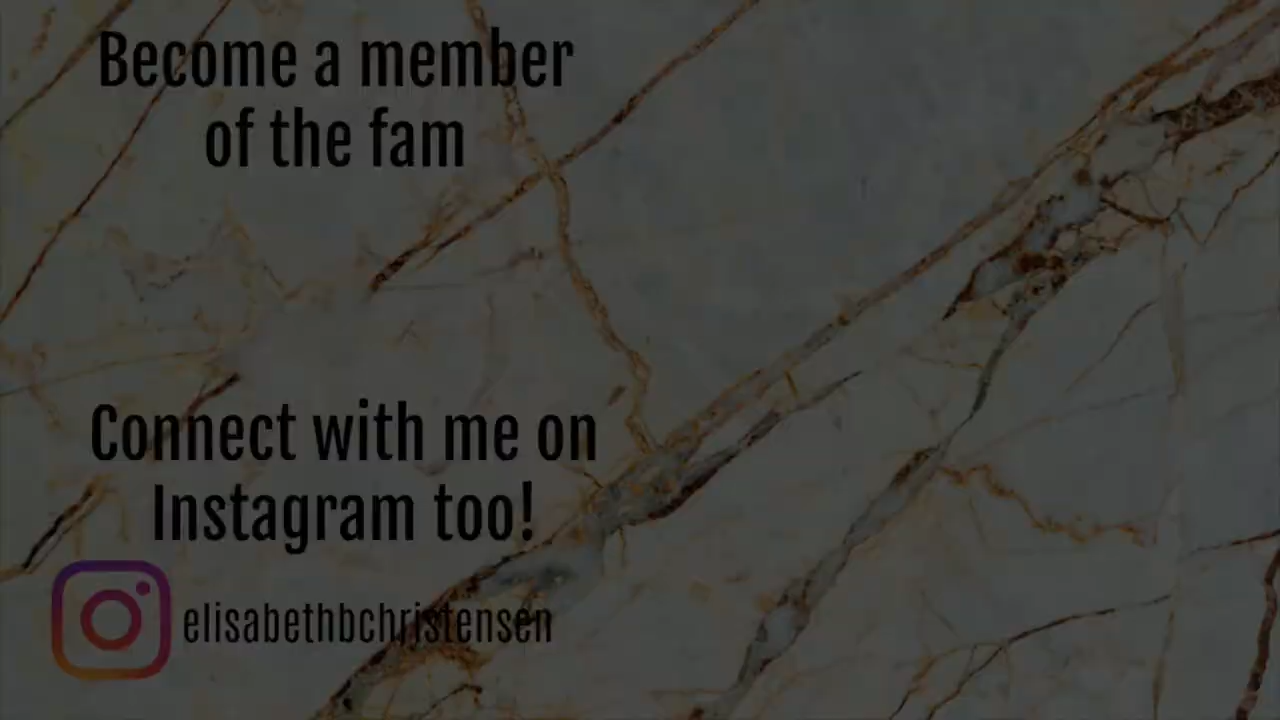 Become a member
of the fam
Connect with me on
Instagram too!
elisabethbchristensen